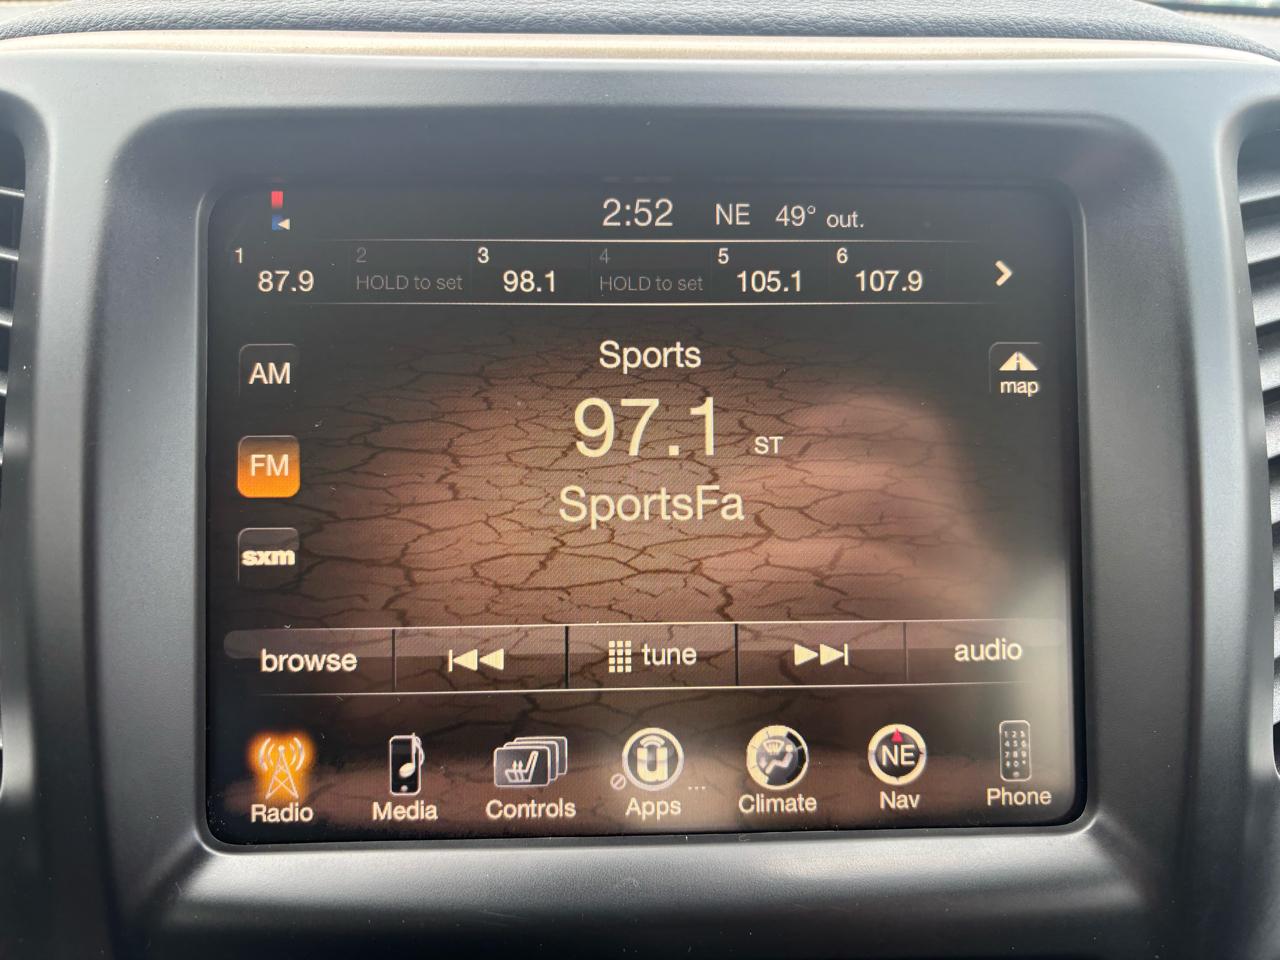 2:52 NE 49° out.
1 2 3 4 5 6
87.9 HOLD to set 98.1 HOLD to set 105.1 107.9
Sports
AM
map
97.1 ST
FM
SportsFa
sxm
browse tune audio
NE
Radio Media Controls Apps ... Climate Nav Phone